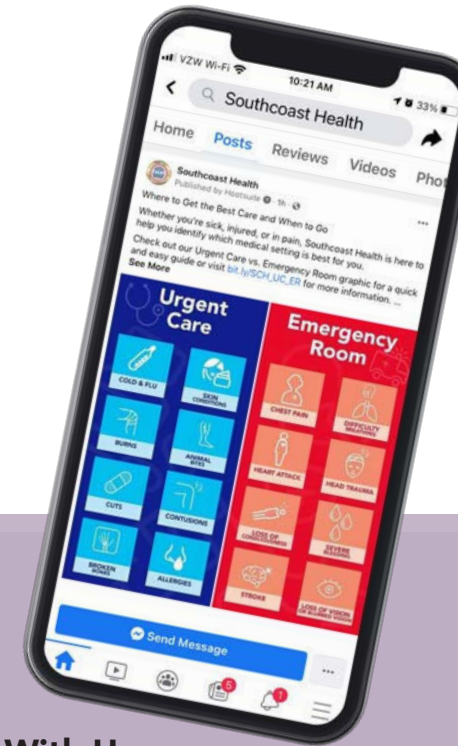 VZW Wi-Fi
10:21 AM
33%
Southcoast Health
Home
Posts
Reviews
Videos
Phot
Southcoast Health
Published by Hootsuite · 1h ·
Where to Get the Best Care and When to Go
Whether you're sick, injured, or in pain, Southcoast Health is here to
help you identify which medical setting is best for you.
Check out our Urgent Care vs. Emergency Room graphic for a quick
and easy guide or visit bit.ly/SCH_UC_ER for more information. ...
See More
Urgent
Care
COLD & FLU
SKIN
CONDITIONS
BURNS
ANIMAL
BITES
CUTS
CONTUSIONS
BROKEN
BONES
ALLERGIES
Emergency
Room
CHEST PAIN
DIFFICULTY
BREATHING
HEART ATTACK
HEAD TRAUMA
LOSS OF
CONSCIOUSNESS
SEVERE
BLEEDING
STROKE
LOSS OF VISION
OR BLURRED VISION
Send Message
5
1